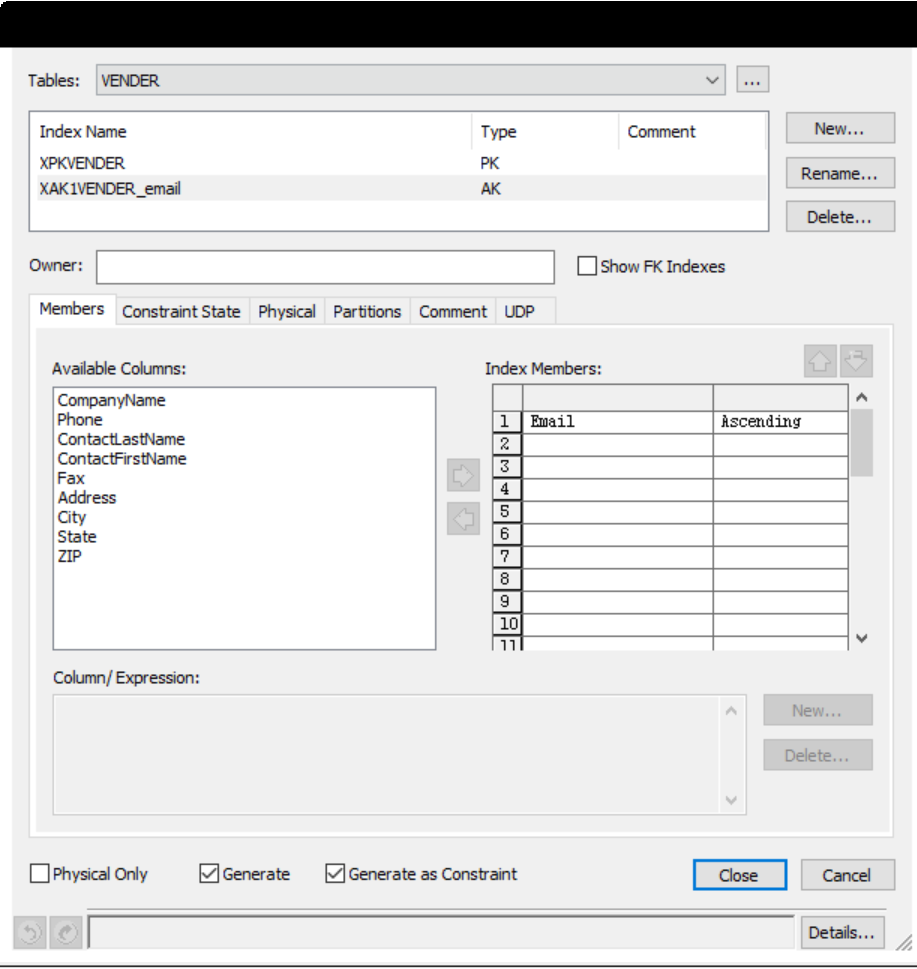 Tables: VENDER ...
Index Name Type Comment New...
XPKVENDER PK
Rename...
XAK1VENDER_email AK
Delete...
Owner: Show FK Indexes
Members Constraint State Physical Partitions Comment UDP
Available Columns: Index Members:
CompanyName
Phone
ContactLastName
ContactFirstName
Fax
Address
City
State
ZIP
1 Email Ascending
2
3
4
5
6
7
8
9
10
11
Column/Expression:
New...
Delete...
Physical Only Generate Generate as Constraint Close Cancel
Details...